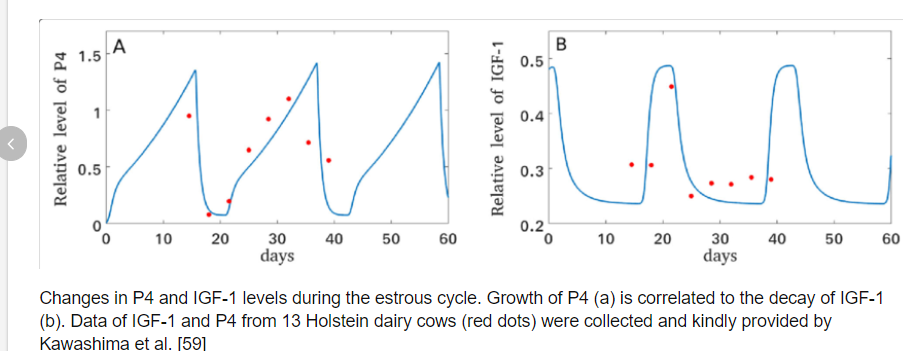 A
B
Relative level of P4
1.5
1
0.5
0
0 10 20 30 40 50 60
days
Relative level of IGF-1
0.5
0.4
0.3
0.2
0 10 20 30 40 50 60
days
Changes in P4 and IGF-1 levels during the estrous cycle. Growth of P4 (a) is correlated to the decay of IGF-1
(b). Data of IGF-1 and P4 from 13 Holstein dairy cows (red dots) were collected and kindly provided by
Kawashima et al. [59]